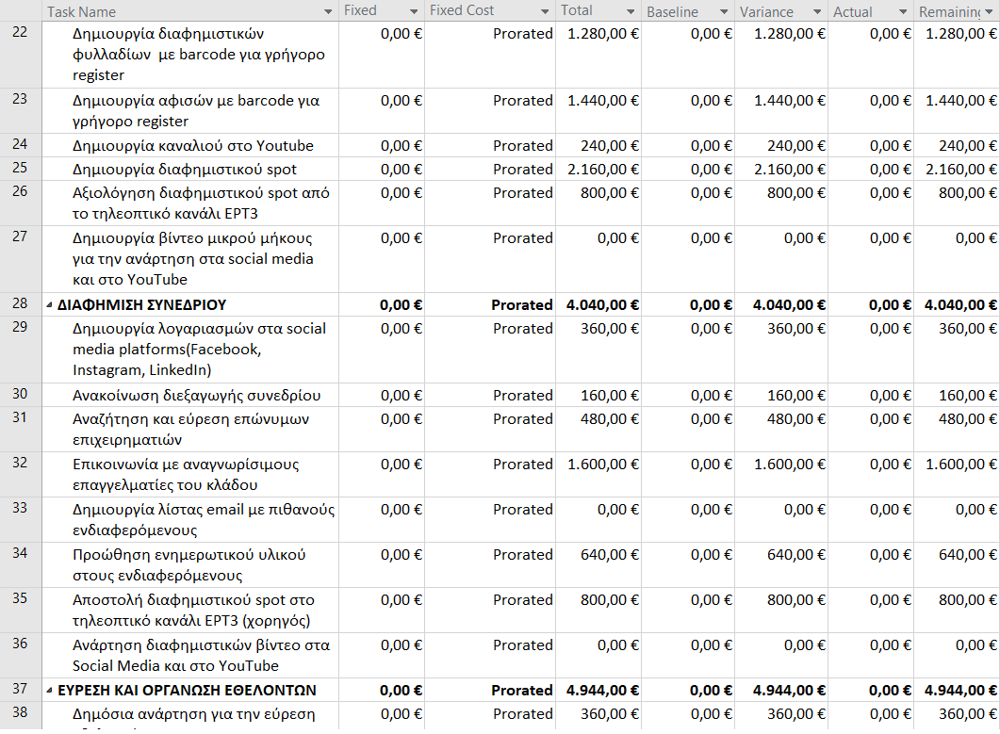 Task Name Fixed Fixed Cost Total Baseline Variance Actual Remaining
22 Δημιουργία διαφημιστικών 0,00 € Prorated 1.280,00 € 0,00 € 1.280,00 € 0,00 € 1.280,00 €
φυλλαδίων με barcode για γρήγορο
register
23 Δημιουργία αφισών με barcode για 0,00 € Prorated 1.440,00 € 0,00 € 1.440,00 € 0,00 € 1.440,00 €
γρήγορο register
24 Δημιουργία καναλιού στο Youtube 0,00 € Prorated 240,00 € 0,00 € 240,00 € 0,00 € 240,00 €
25 Δημιουργία διαφημιστικού spot 0,00 € Prorated 2.160,00 € 0,00 € 2.160,00 € 0,00 € 2.160,00 €
26 Αξιολόγηση διαφημιστικού spot από 0,00 € Prorated 800,00 € 0,00 € 800,00 € 0,00 € 800,00 €
το τηλεοπτικό κανάλι ΕΡΤ3
27 Δημιουργία βίντεο μικρού μήκους 0,00 € Prorated 0,00 € 0,00 € 0,00 € 0,00 € 0,00 €
για την ανάρτηση στα social media
και στο YouTube
28 ΔΙΑΦΗΜΙΣΗ ΣΥΝΕΔΡΙΟΥ 0,00 € Prorated 4.040,00 € 0,00 € 4.040,00 € 0,00 € 4.040,00 €
29 Δημιουργία λογαριασμών στα social 0,00 € Prorated 360,00 € 0,00 € 360,00 € 0,00 € 360,00 €
media platforms(Facebook,
Instagram, LinkedIn)
30 Ανακοίνωση διεξαγωγής συνεδρίου 0,00 € Prorated 160,00 € 0,00 € 160,00 € 0,00 € 160,00 €
31 Αναζήτηση και εύρεση επώνυμων 0,00 € Prorated 480,00 € 0,00 € 480,00 € 0,00 € 480,00 €
επιχειρηματιών
32 Επικοινωνία με αναγνωρίσιμους 0,00 € Prorated 1.600,00 € 0,00 € 1.600,00 € 0,00 € 1.600,00 €
επαγγελματίες του κλάδου
33 Δημιουργία λίστας email με πιθανούς 0,00 € Prorated 0,00 € 0,00 € 0,00 € 0,00 € 0,00 €
ενδιαφερόμενους
34 Προώθηση ενημερωτικού υλικού 0,00 € Prorated 640,00 € 0,00 € 640,00 € 0,00 € 640,00 €
στους ενδιαφερόμενους
35 Αποστολή διαφημιστικού spot στο 0,00 € Prorated 800,00 € 0,00 € 800,00 € 0,00 € 800,00 €
τηλεοπτικό κανάλι ΕΡΤ3 (χορηγός)
36 Ανάρτηση διαφημιστικών βίντεο στα 0,00 € Prorated 0,00 € 0,00 € 0,00 € 0,00 € 0,00 €
Social Media και στο YouTube
37 ΕΥΡΕΣΗ ΚΑΙ ΟΡΓΑΝΩΣΗ ΕΘΕΛΟΝΤΩΝ 0,00 € Prorated 4.944,00 € 0,00 € 4.944,00 € 0,00 € 4.944,00 €
38 Δημόσια ανάρτηση για την εύρεση 0,00 € Prorated 360,00 € 0,00 € 360,00 € 0,00 € 360,00 €